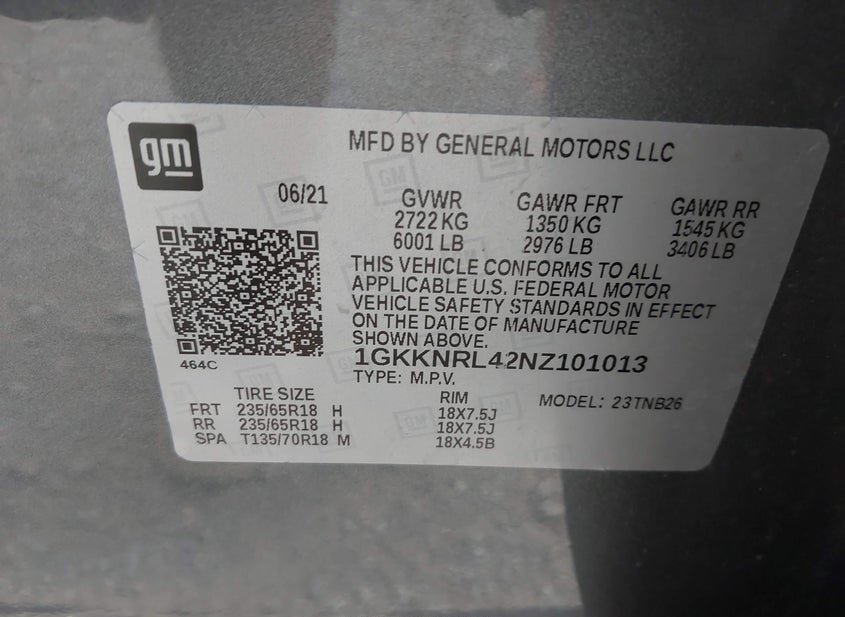 gm
MFD BY GENERAL MOTORS LLC
06/21
GVWR GAWR FRT GAWR RR
2722 KG 1350 KG 1545 KG
6001 LB 2976 LB 3406 LB
THIS VEHICLE CONFORMS TO ALL
APPLICABLE U.S. FEDERAL MOTOR
VEHICLE SAFETY STANDARDS IN EFFECT
ON THE DATE OF MANUFACTURE
SHOWN ABOVE.
464C
1GKKNRL42NZ101013
TYPE: M.P.V.
TIRE SIZE RIM MODEL: 23TNB26
FRT 235/65R18 H 18X7.5J
RR 235/65R18 H 18X7.5J
SPA T135/70R18 M 18X4.5B